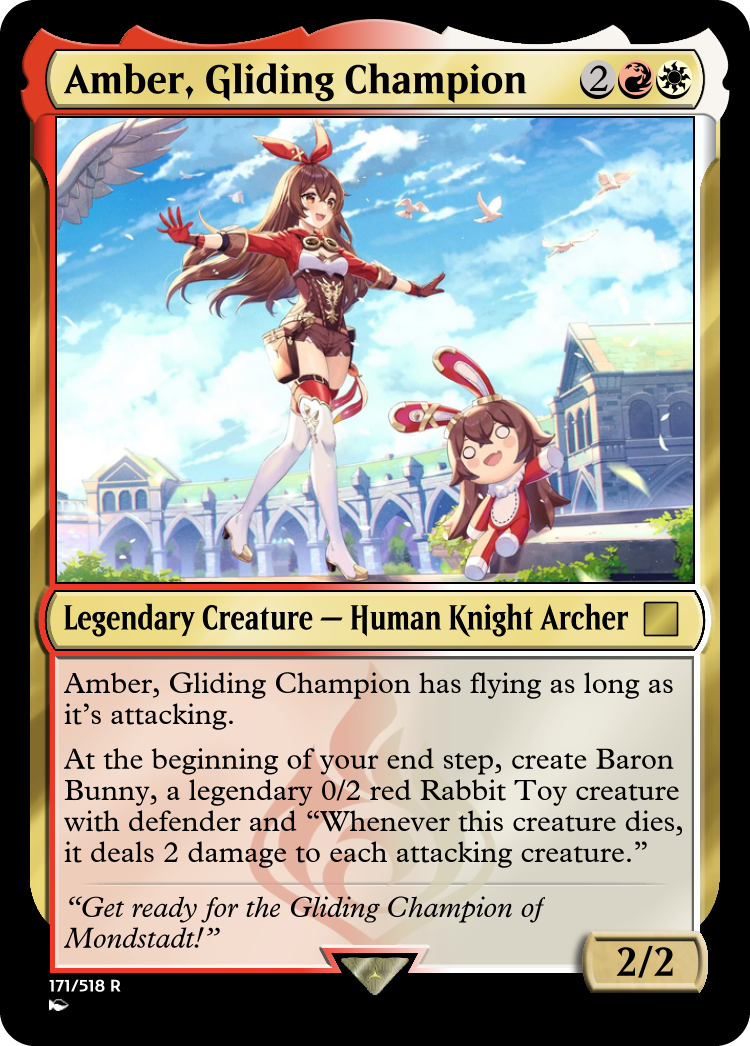 Amber, Gliding Champion 2
Legendary Creature — Human Knight Archer
Amber, Gliding Champion has flying as long as
it's attacking.
At the beginning of your end step, create Baron
Bunny, a legendary 0/2 red Rabbit Toy creature
with defender and “Whenever this creature dies,
it deals 2 damage to each attacking creature.”
“Get ready for the Gliding Champion of
Mondstadt!”
2/2
171/518 R